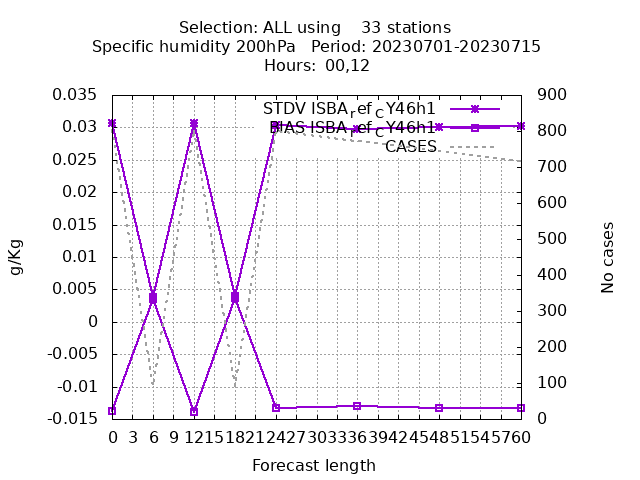 Selection: ALL using    33 stations
Specific humidity 200hPa   Period: 20230701-20230715
Hours: 00,12
0.035
0.03
0.025
0.02
0.015
0.01
0.005
0
-0.005
-0.01
-0.015
g/Kg
STDV ISBA_ref_CY46h1
BIAS ISBA_ref_CY46h1
CASES
900
800
700
600
500
400
300
200
100
0
No cases
0 3 6 9 12 15 18 21 24 27 30 33 36 39 42 45 48 51 54 57 60
Forecast length